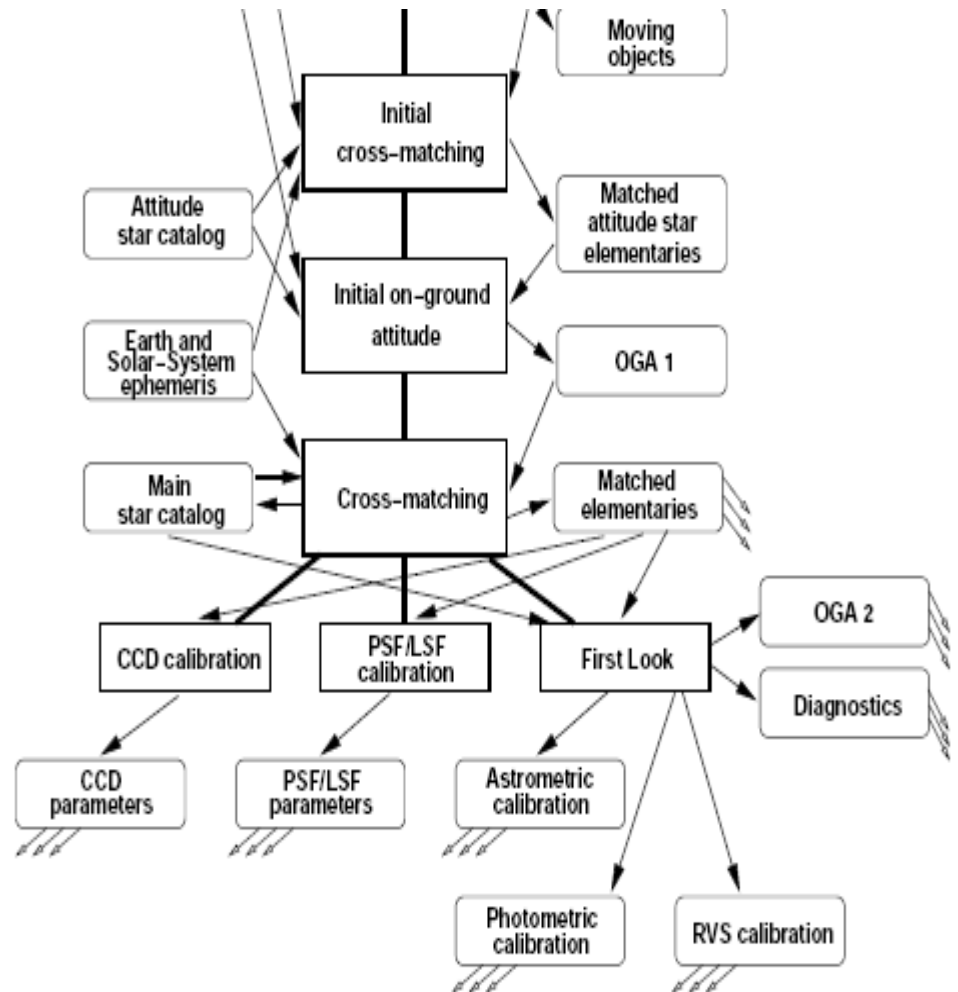 Moving
objects
Initial
cross-matching
Attitude
star catalog
Matched
attitude star
elementaries
Initial on-ground
attitude
Earth and
Solar-System
ephemeris
OGA 1
Main
star catalog
Cross-matching
Matched
elementaries
CCD calibration
PSF/LSF
calibration
First Look
OGA 2
Diagnostics
CCD
parameters
PSF/LSF
parameters
Astrometric
calibration
Photometric
calibration
RVS calibration